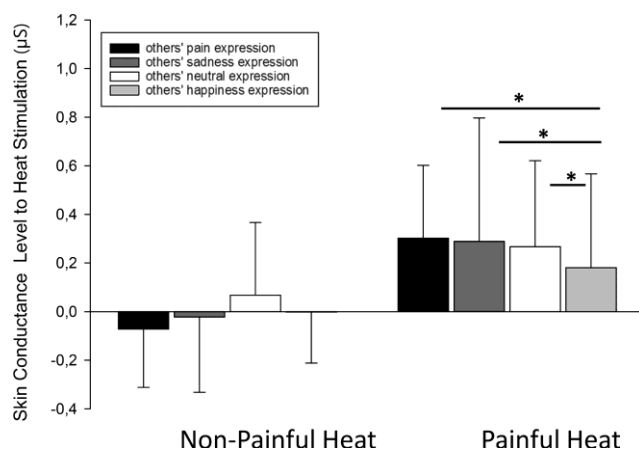 Skin Conductance Level to Heat Stimulation (µS)
1,2
1,0
0,8
0,6
0,4
0,2
0,0
-0,2
-0,4
others' pain expression
others' sadness expression
others' neutral expression
others' happiness expression
*
*
*
Non-Painful Heat
Painful Heat